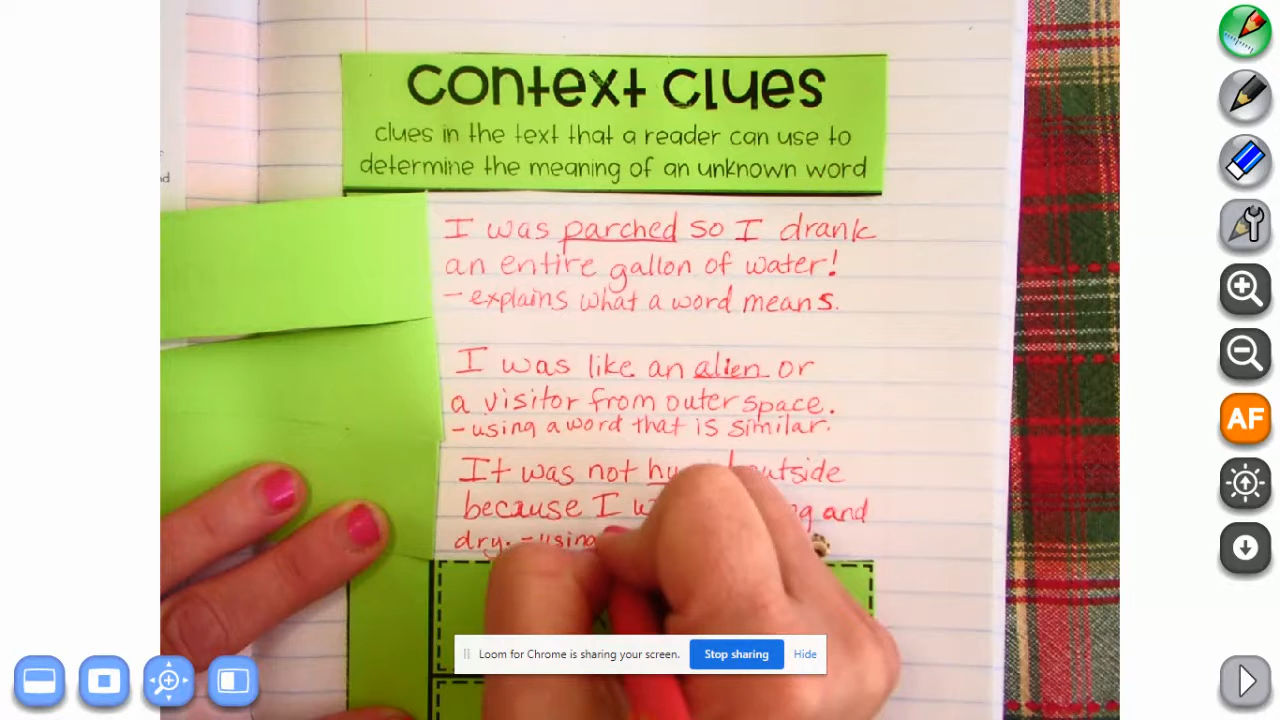 Context Clues
clues in the text that a reader can use to
determine the meaning of an unknown word
I was parched so I drank
an entire gallon of water!
- explains what a word means.
I was like an alien or
a visitor from outer space.
- using a word that is similar.
It was not outside
because I and
dry. - using
AF
Loom for Chrome is sharing your screen. Stop sharing Hide